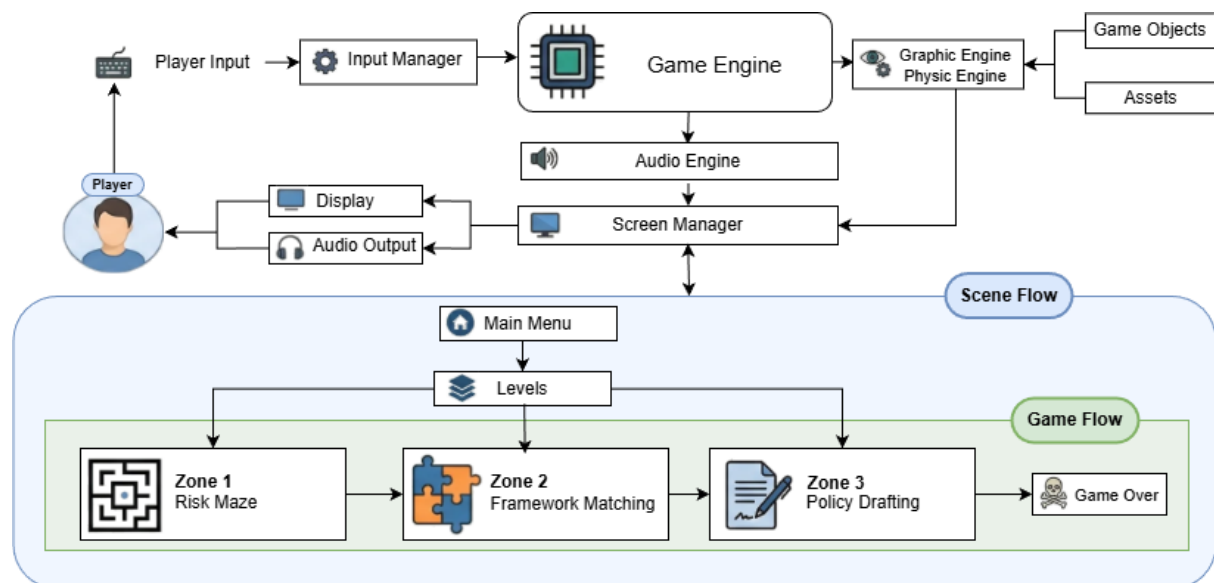 Player Input
Input Manager
Game Engine
Graphic Engine
Physic Engine
Game Objects
Assets
Audio Engine
Player
Display
Audio Output
Screen Manager
Scene Flow
Main Menu
Levels
Game Flow
Zone 1
Risk Maze
Zone 2
Framework Matching
Zone 3
Policy Drafting
Game Over